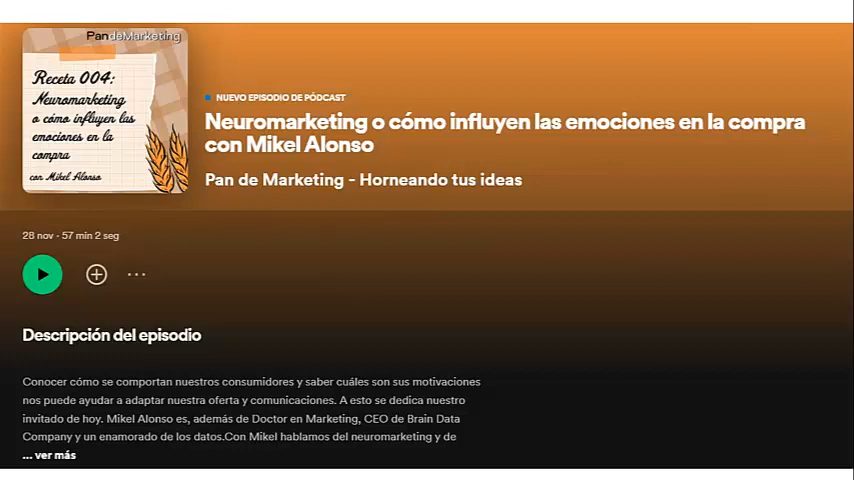 PandeMarketing
Receta 004:
Neuromarketing
o cómo influyen las
emociones en la
compra
con Mikel Alonso
NUEVO EPISODIO DE PÓDCAST
Neuromarketing o cómo influyen las emociones en la compra
con Mikel Alonso
Pan de Marketing - Horneando tus ideas
28 nov - 57 min 2 seg
Descripción del episodio
Conocer cómo se comportan nuestros consumidores y saber cuáles son sus motivaciones
nos puede ayudar a adaptar nuestra oferta y comunicaciones. A esto se dedica nuestro
invitado de hoy. Mikel Alonso es, además de Doctor en Marketing, CEO de Brain Data
Company y un enamorado de los datos.Con Mikel hablamos del neuromarketing y de
... ver más